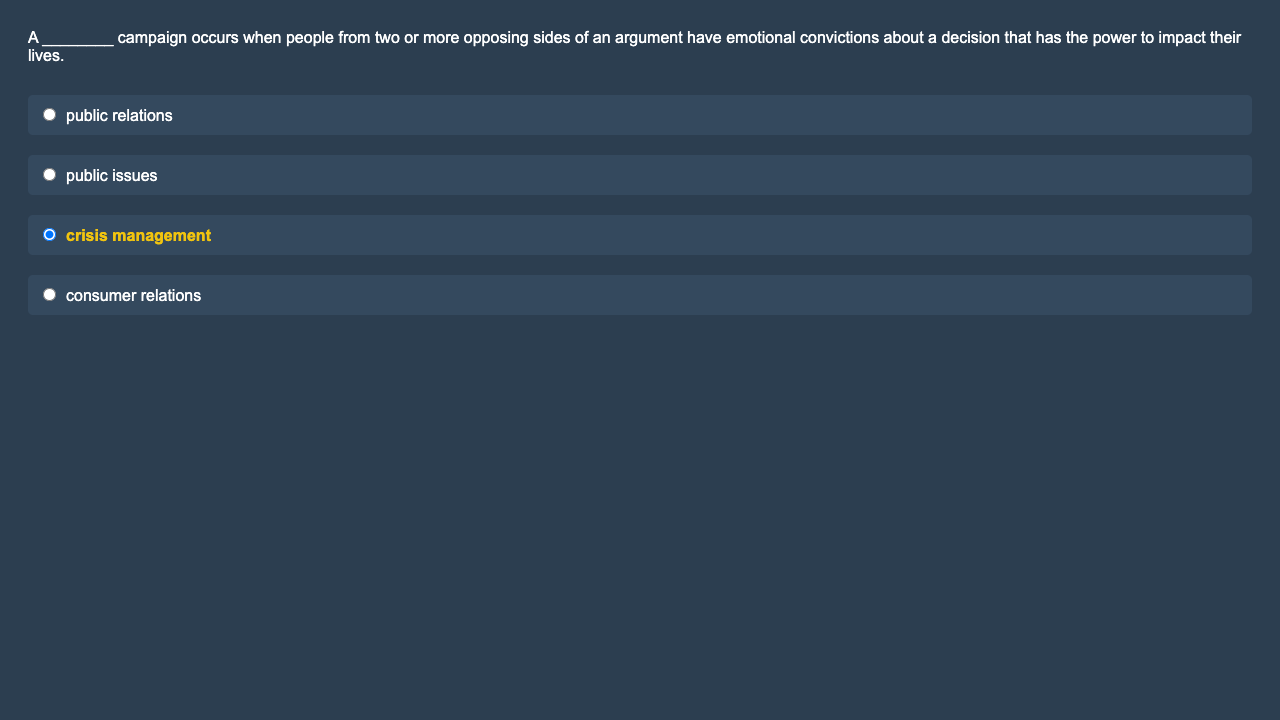 A ________ campaign occurs when people from two or more opposing sides of an argument have emotional convictions about a decision that has the power to impact their
lives.
public relations
public issues
crisis management
consumer relations